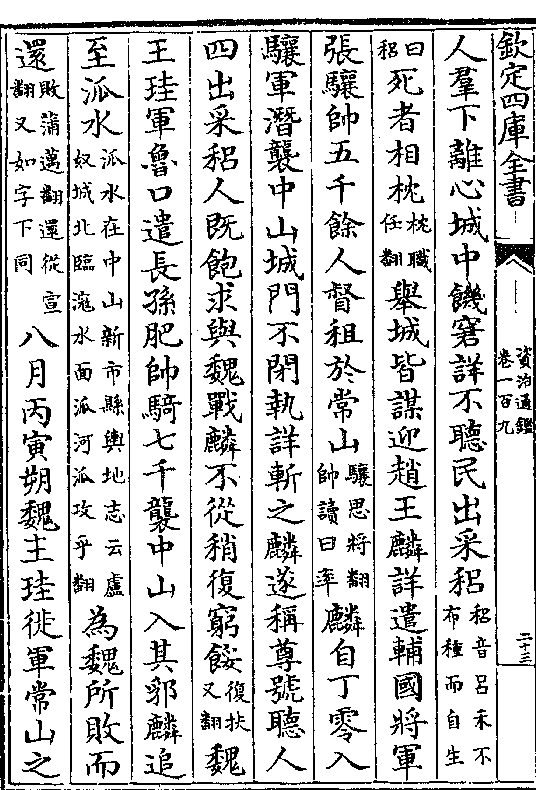 欽定四庫全書
資治通鑑
卷一百九
二十三
人羣下離心城中饑窘詳不聽民出采稆稆音吕禾不布種而自生
曰稆死者相枕枕職任翻舉城皆謀迎趙王麟詳遣輔國將軍
張驤帥五千餘人督租於常山驤思將翻帥讀曰率麟自丁零入
驤軍潛襲中山城門不閉執詳斬之麟遂稱尊號聽人
四出采稆人既飽求與魏戰麟不從稍復窮餒復扶又翻魏
王珪軍魯口遣長孫肥帥騎七千襲中山入其郛麟追
至泒水泒水在中山新市縣輿地志云盧奴城北臨滱水面泒河泒攻乎翻為魏所敗而
還敗蒲邁翻還從宣翻又如字下同八月丙寅朔魏主珪徙軍常山之